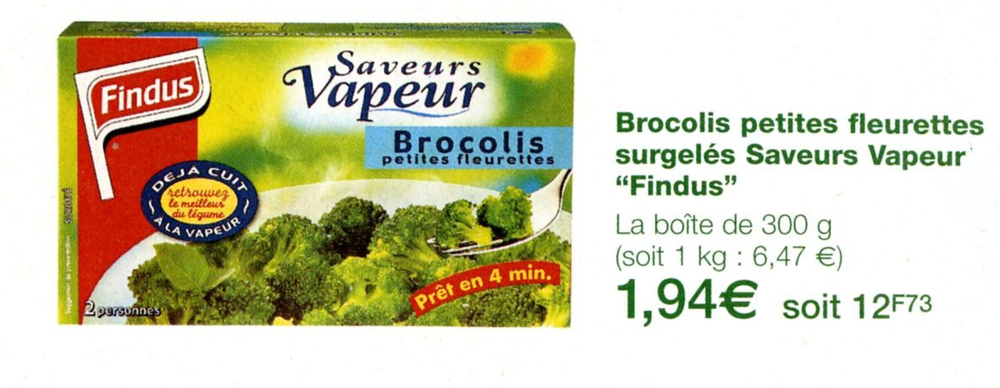 Findus
®
Saveurs
Vapeur
Brocolis
petites fleurettes
DÉJA CUIT
retrouvez
le meilleur
du légume
A LA VAPEUR
Prêt en 4 min.
2 personnes
Brocolis petites fleurettes
surgelés Saveurs Vapeur
“Findus”
La boîte de 300 g
(soit 1 kg : 6,47 €)
1,94€ soit 12F73